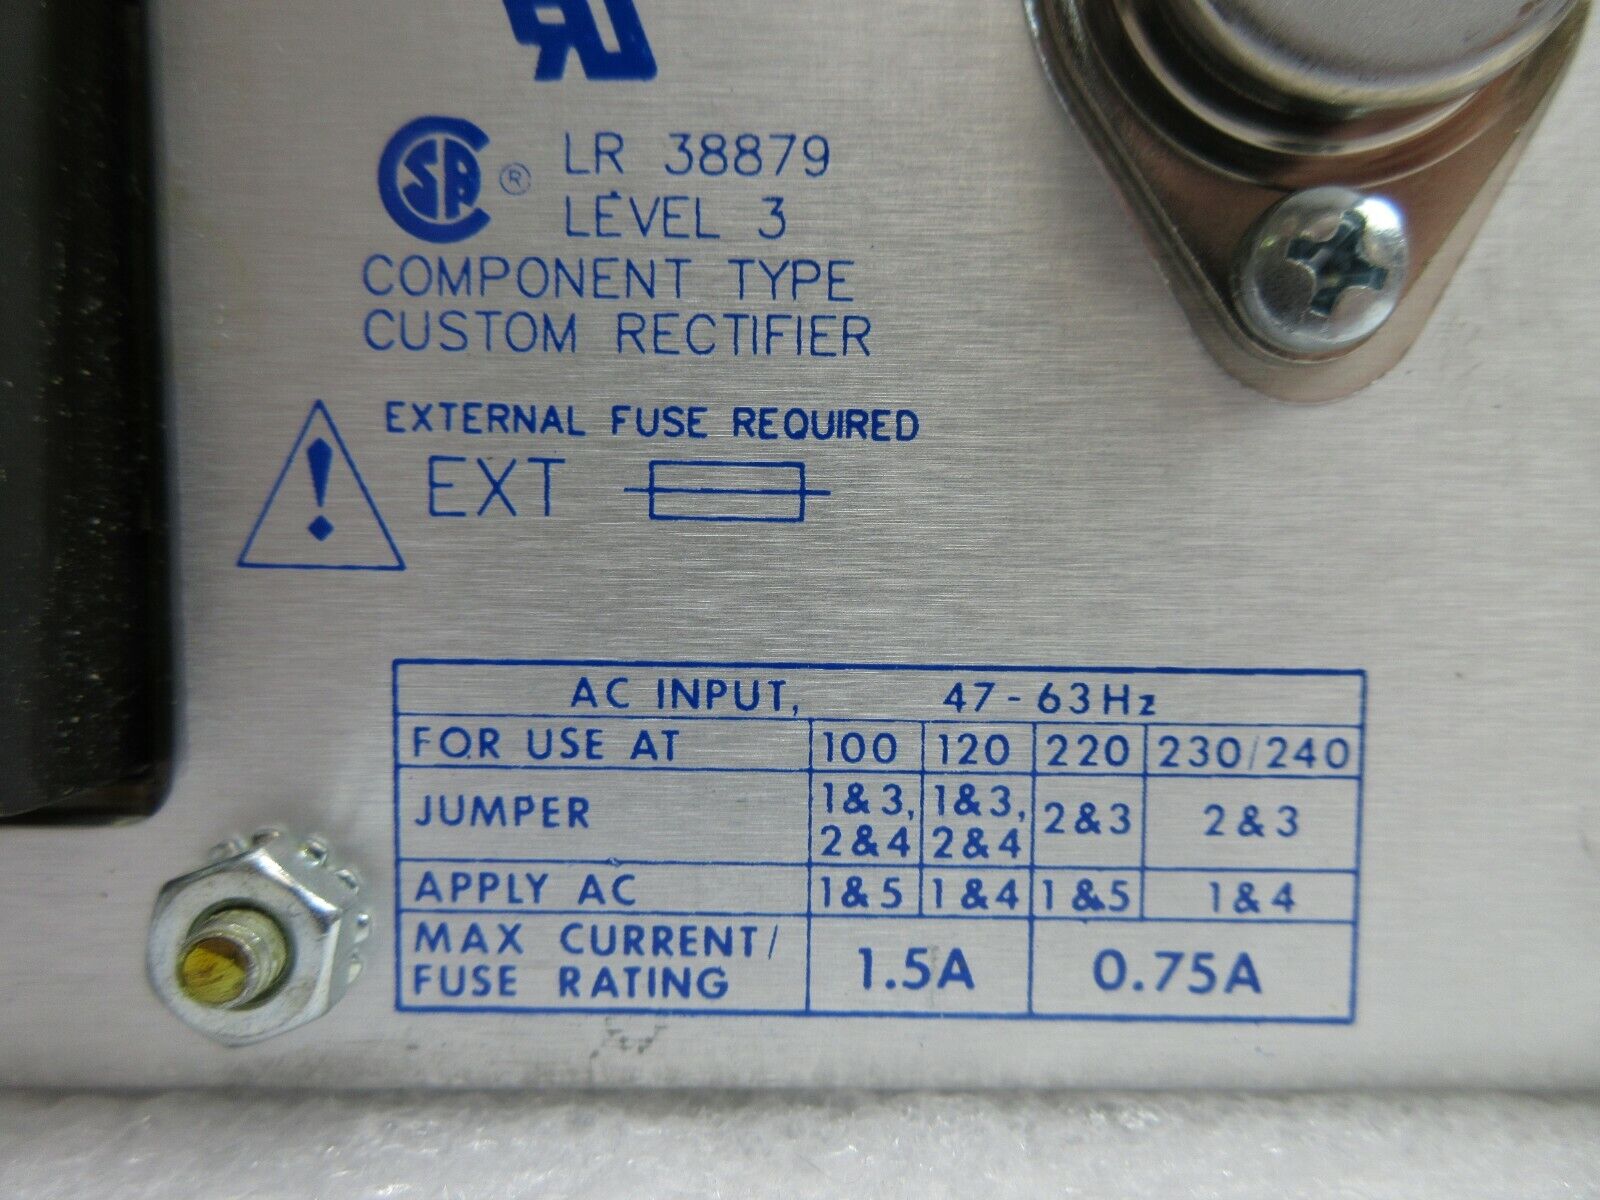 RU
CSA ® LR 38879
LEVEL 3
COMPONENT TYPE
CUSTOM RECTIFIER
! EXTERNAL FUSE REQUIRED
EXT
AC INPUT, 47 - 63Hz
FOR USE AT 100 120 220 230/240
JUMPER 1&3, 2&4 1&3, 2&4 2&3 2&3
APPLY AC 1&5 1&4 1&5 1&4
MAX CURRENT/ FUSE RATING 1.5A 0.75A